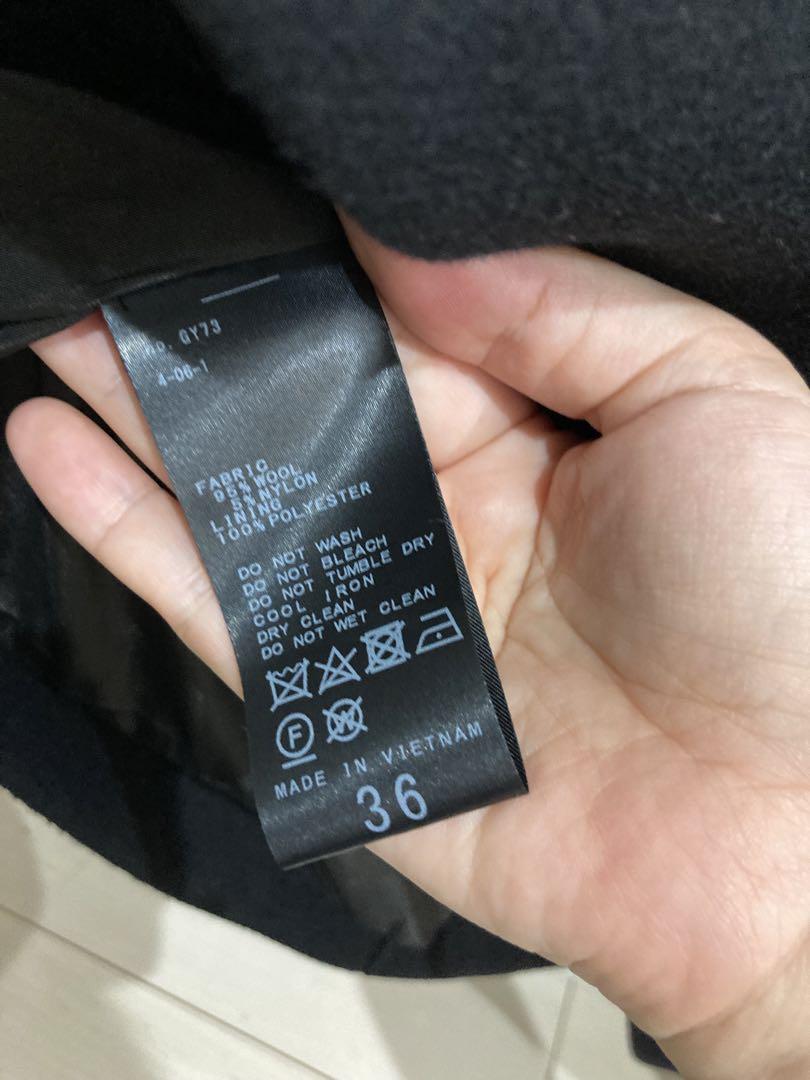 No. GY73
4-06-1
FABRIC
95% WOOL
5% NYLON
LINING
100% POLYESTER
DO NOT WASH
DO NOT BLEACH
DO NOT TUMBLE DRY
COOL IRON
DRY CLEAN
DO NOT WET CLEAN
F W
MADE IN VIETNAM
36